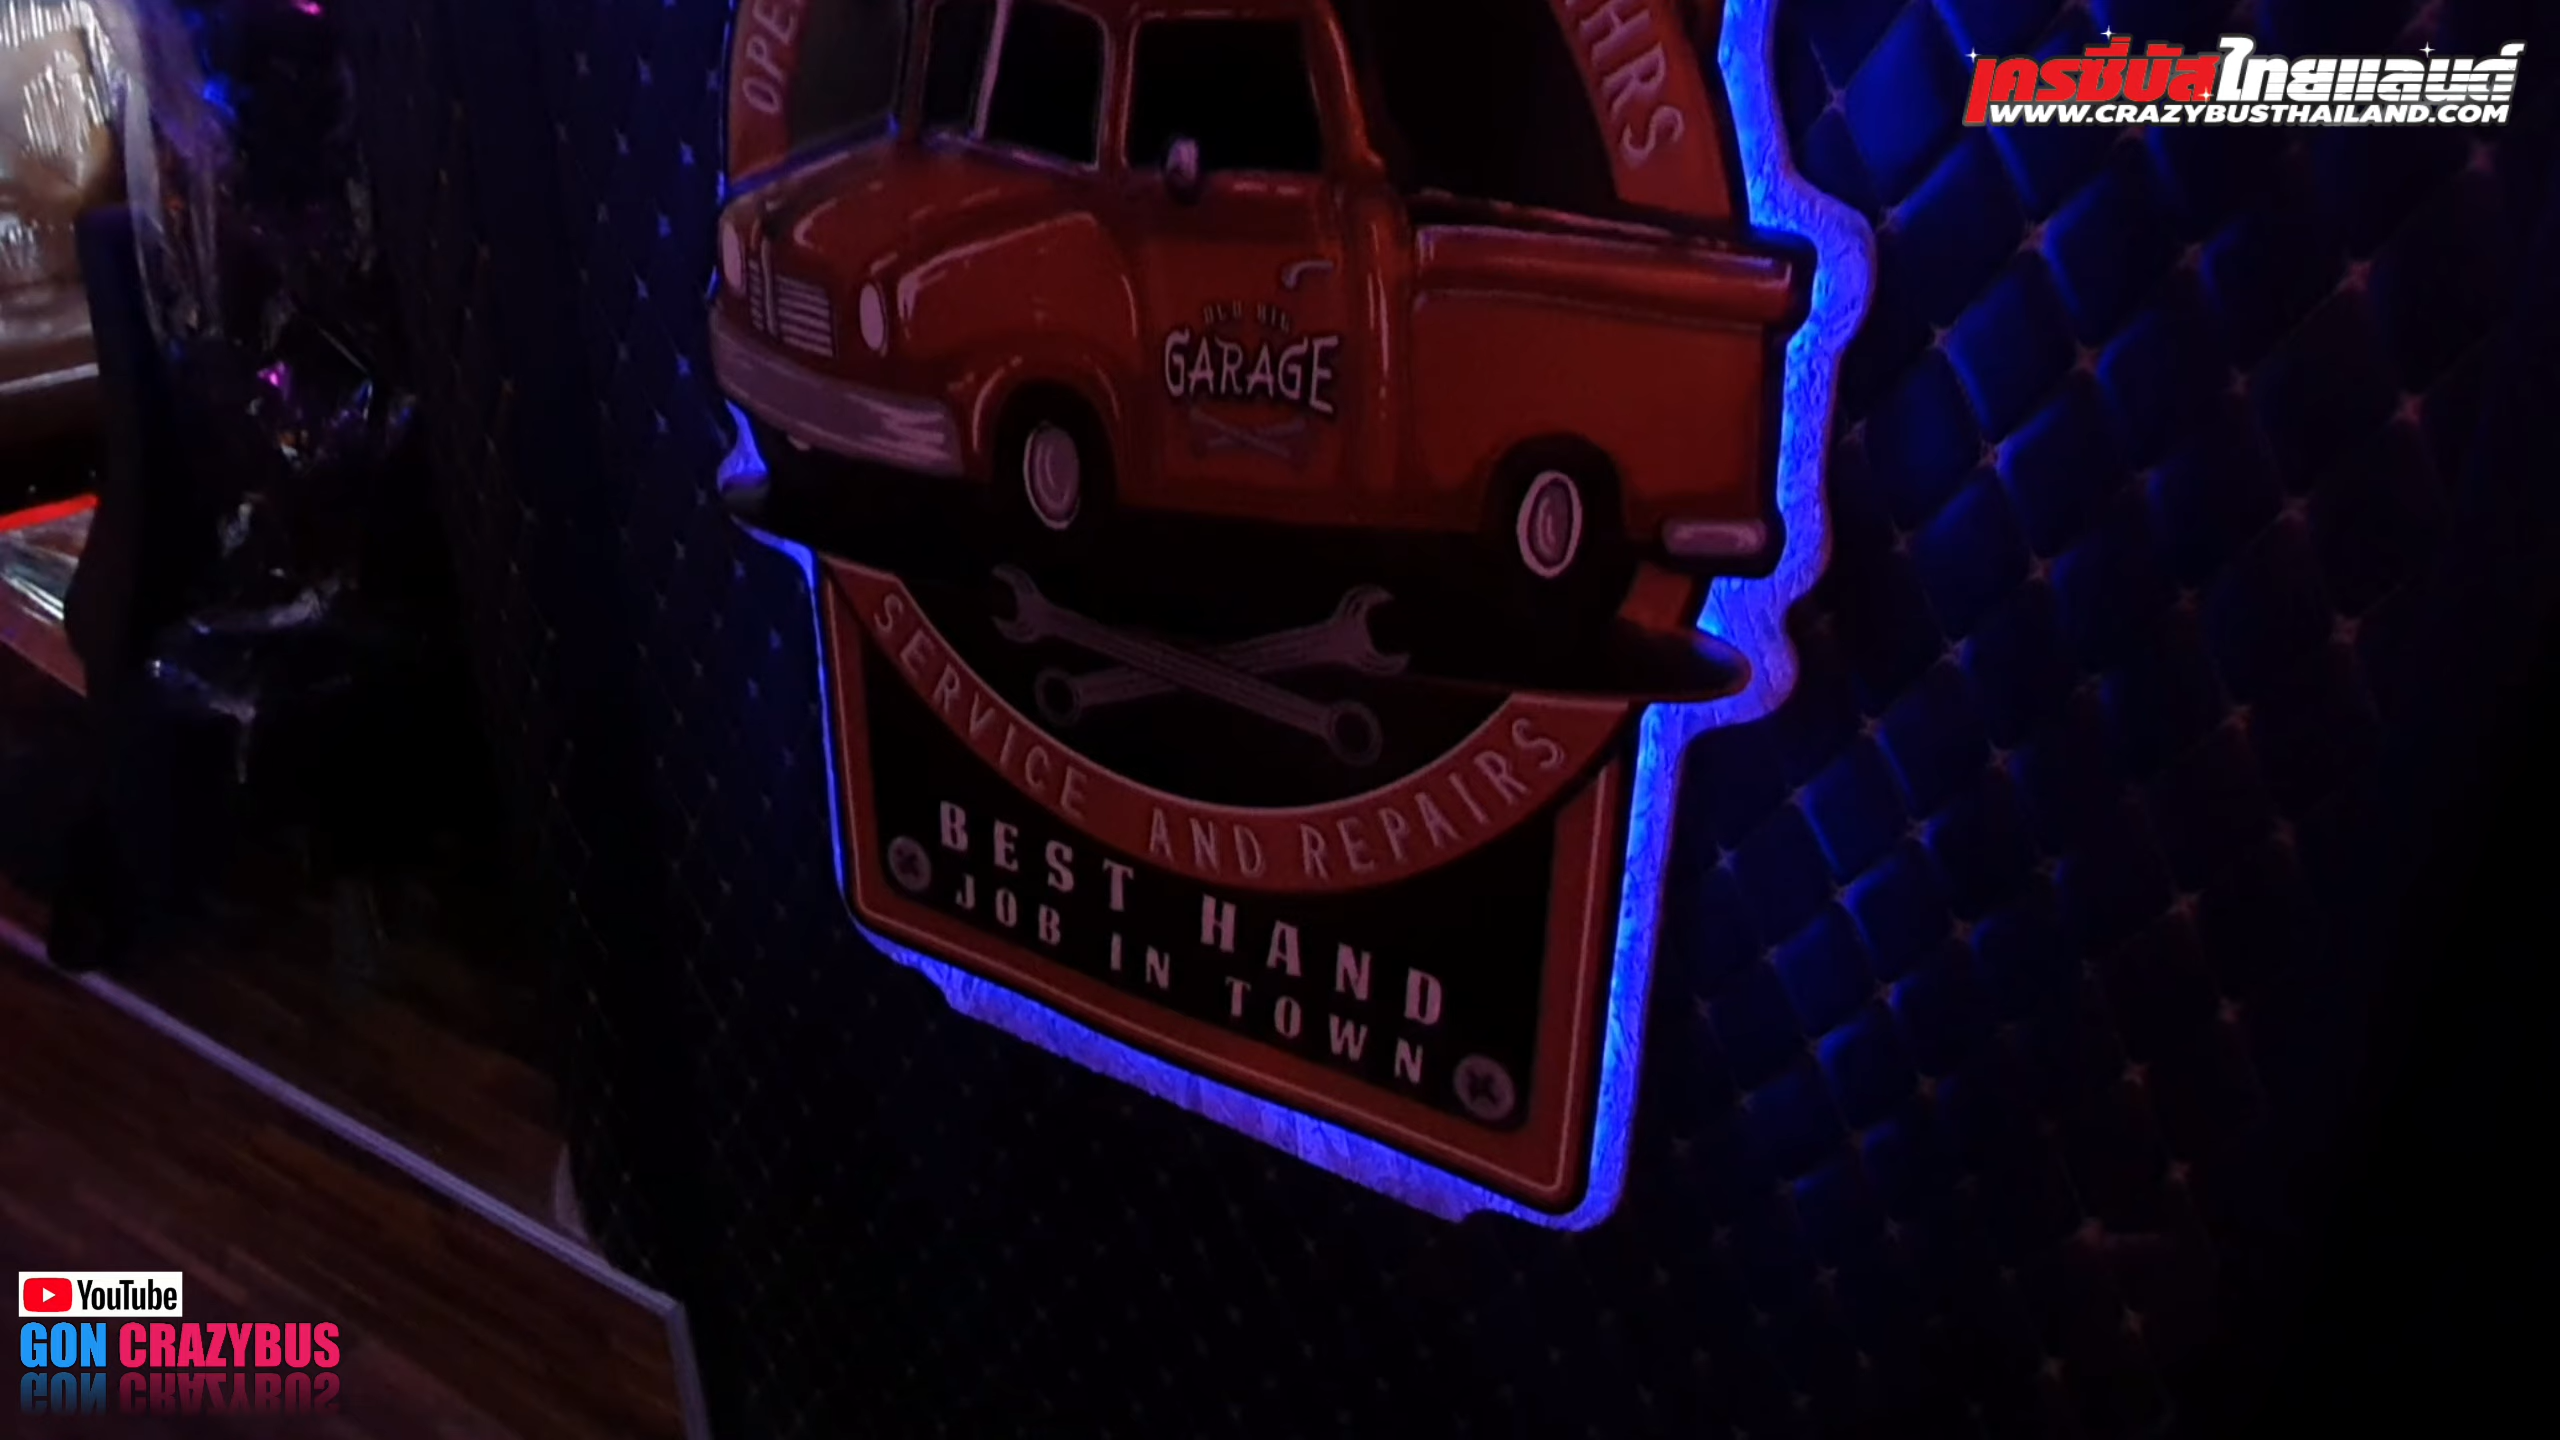 เครซี่บัสไทยแลนด์
WWW.CRAZYBUSTHAILAND.COM
GARAGE
SERVICE AND REPAIRS
BEST HAND
JOB IN TOWN
YouTube
GON CRAZYBUS